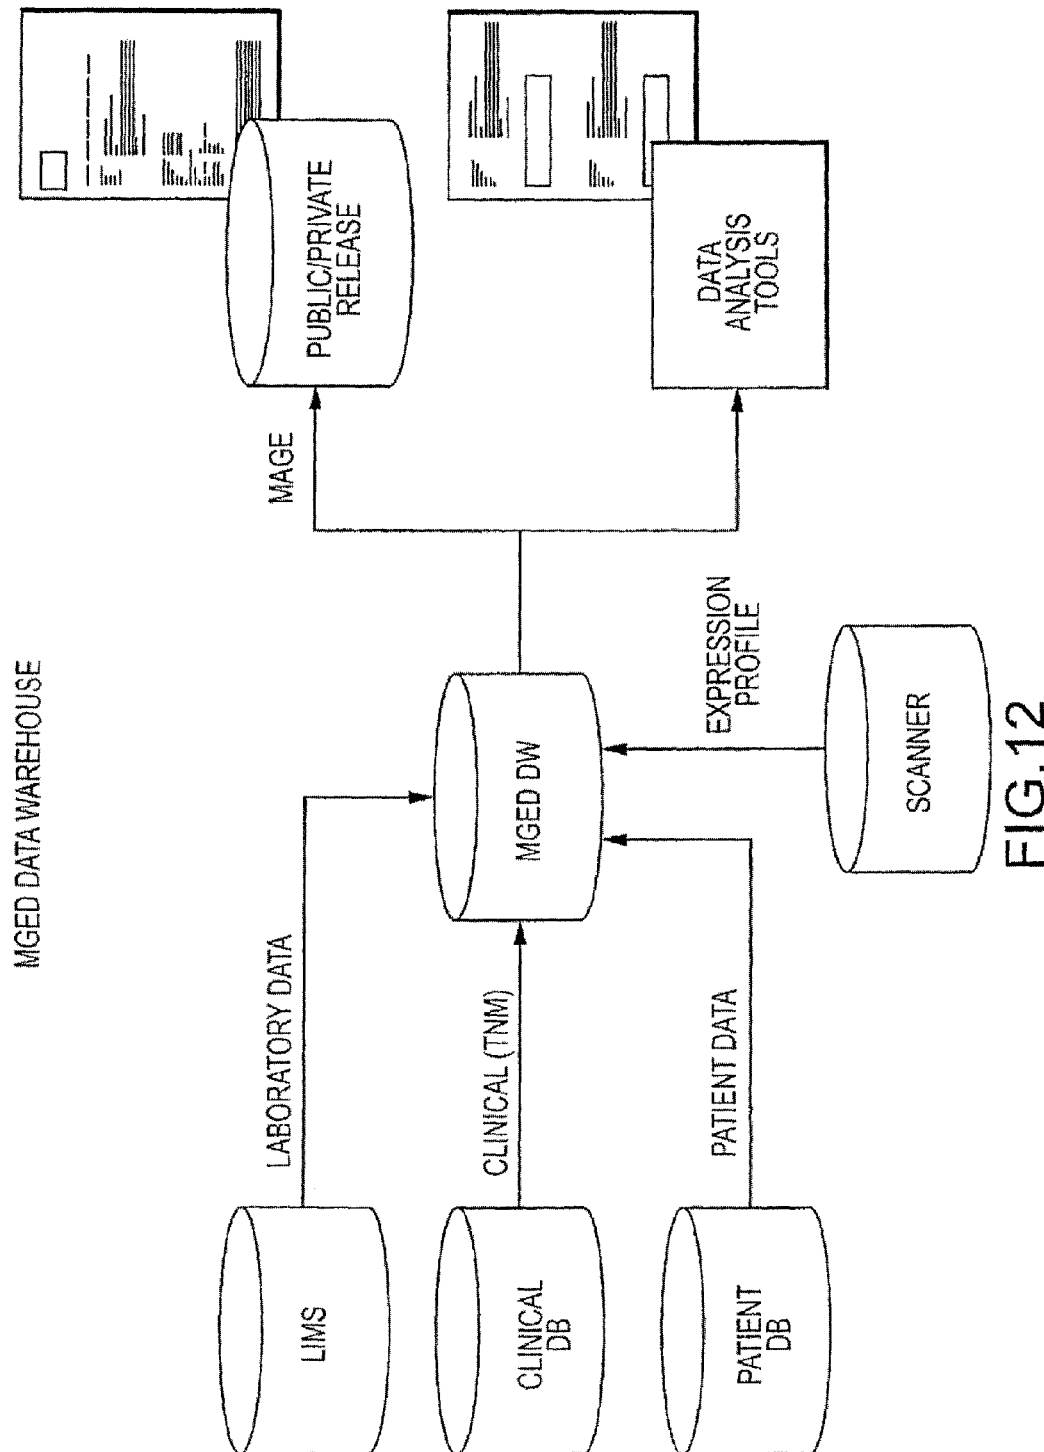 MGED DATA WAREHOUSE
LIMS
LABORATORY DATA
CLINICAL
DB
CLINICAL (TNM)
PATIENT
DB
PATIENT DATA
MGED DW
SCANNER
EXPRESSION
PROFILE
MAGE
PUBLIC/PRIVATE
RELEASE
DATA
ANALYSIS
TOOLS
FIG.12